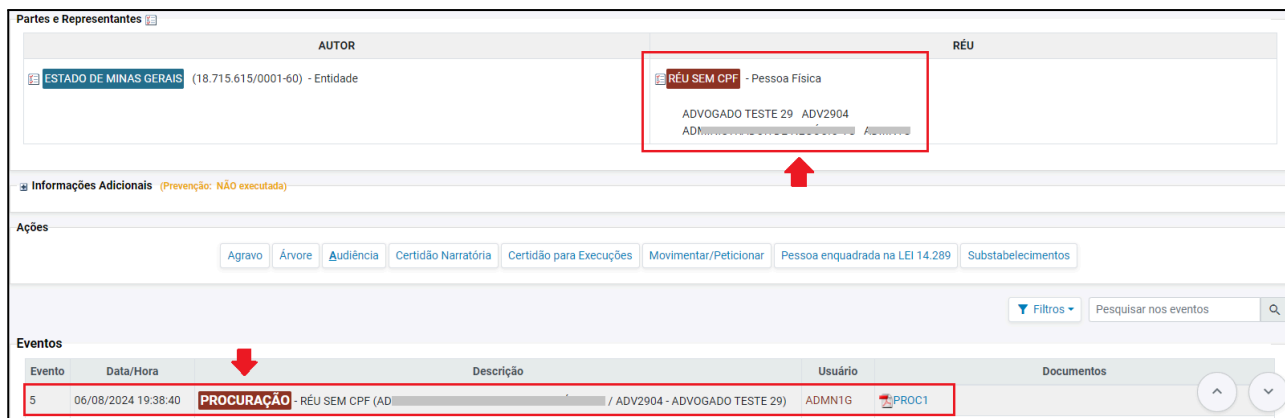 Partes e Representantes
AUTOR RÉU
ESTADO DE MINAS GERAIS (18.715.615/0001-60) - Entidade RÉU SEM CPF - Pessoa Física
ADVOGADO TESTE 29 ADV2904
Informações Adicionais (Prevenção: NÃO executada)
Ações
Agravo Árvore Audiência Certidão Narratória Certidão para Execuções Movimentar/Peticionar Pessoa enquadrada na LEI 14.289 Substabelecimentos
Filtros Pesquisar nos eventos
Eventos
Evento Data/Hora Descrição Usuário Documentos
5 06/08/2024 19:38:40 PROCURAÇÃO - RÉU SEM CPF (AD / ADV2904 - ADVOGADO TESTE 29) ADMN1G PROC1